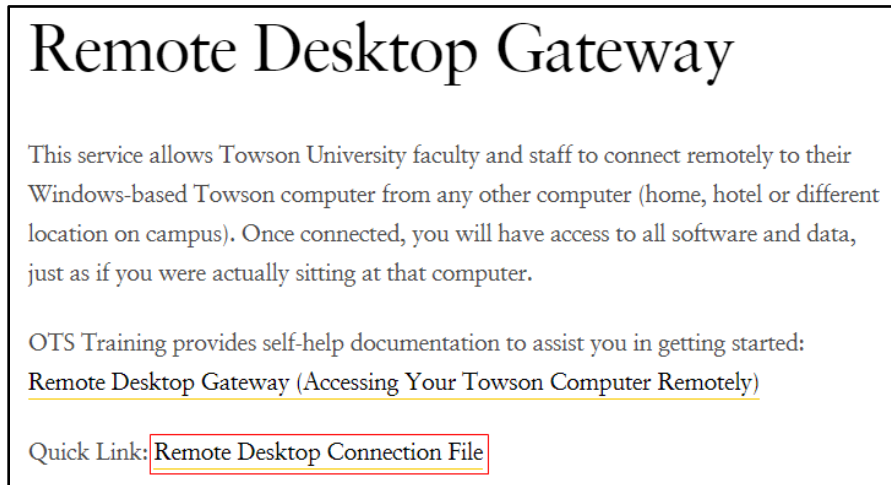 Remote Desktop Gateway
This service allows Towson University faculty and staff to connect remotely to their
Windows-based Towson computer from any other computer (home, hotel or different
location on campus). Once connected, you will have access to all software and data,
just as if you were actually sitting at that computer.
OTS Training provides self-help documentation to assist you in getting started:
Remote Desktop Gateway (Accessing Your Towson Computer Remotely)
Quick Link: Remote Desktop Connection File